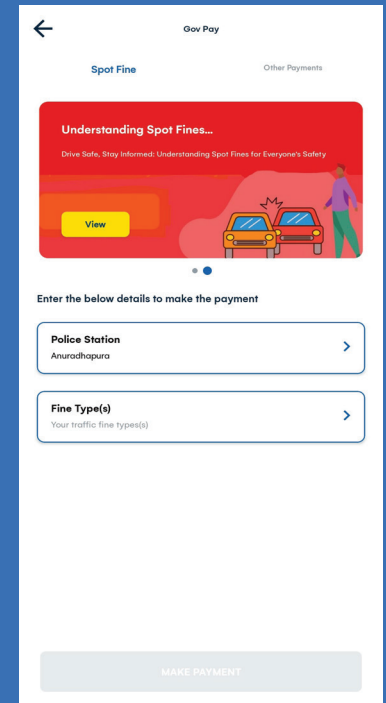 Gov Pay
Spot Fine
Other Payments
Understanding Spot Fines...
Drive Safe, Stay Informed: Understanding Spot Fines for Everyone's Safety
View
Enter the below details to make the payment
Police Station
Anuradhapura
Fine Type(s)
Your traffic fine types(s)
MAKE PAYMENT